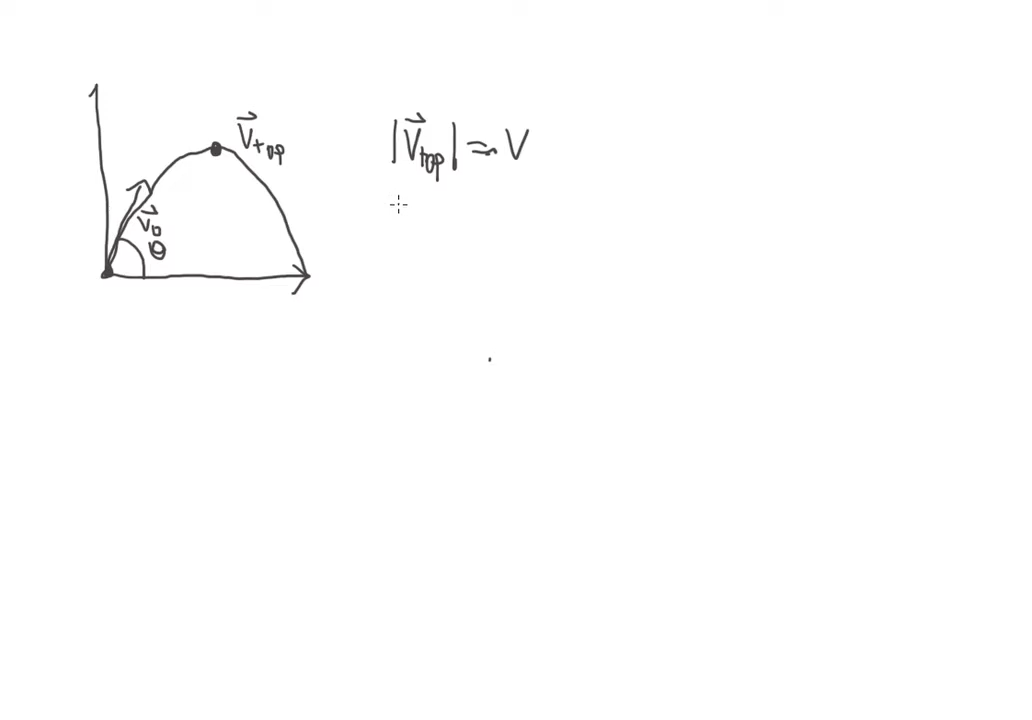 V⃗top
|V⃗top| = V
V⃗0
θ